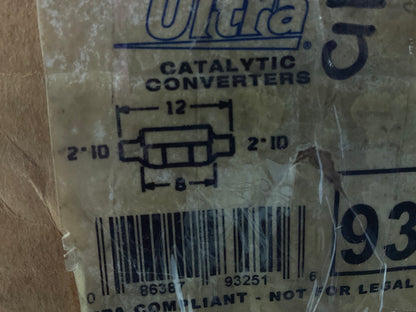 Ultra®
CATALYTIC
CONVERTERS
12
2" ID
2" ID
8
93
0 86387 93251 6
COMPLIANT - NOT FOR LEGAL